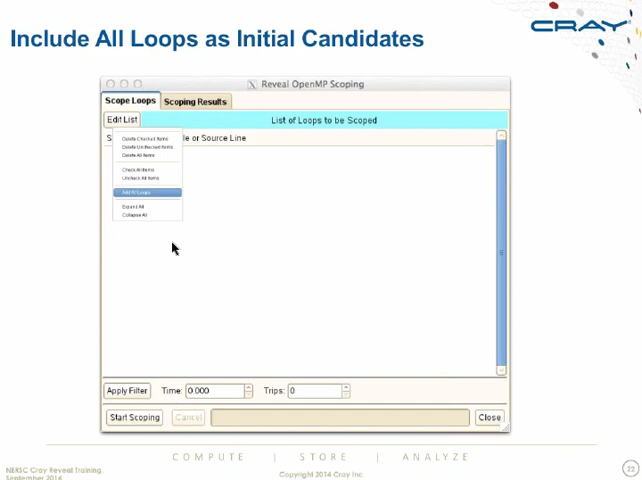 Include All Loops as Initial Candidates
CRAY
Reveal OpenMP Scoping
Scope Loops
Scoping Results
Edit List
List of Loops to be Scoped
le or Source Line
Delete Checked Items
Delete Unchecked Items
Delete All Items
Check All Items
Uncheck All Items
Add All Loops
Expand All
Collapse All
Apply Filter
Time: 0.000
Trips: 0
Start Scoping
Cancel
Close
COMPUTE | STORE | ANALYZE
NERSC Cray Reveal Training.
September 2014
Copyright 2014 Cray Inc.
22